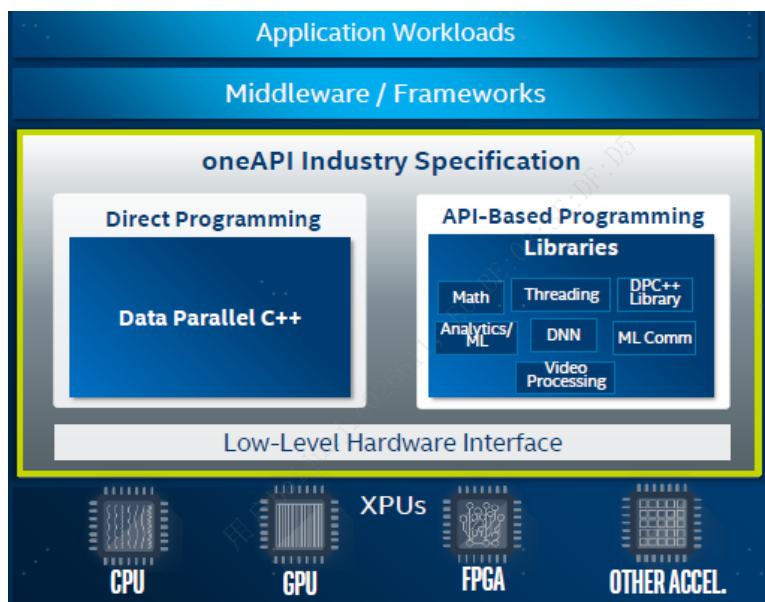 Application Workloads
Middleware / Frameworks
oneAPI Industry Specification
Direct Programming
Data Parallel C++
API-Based Programming
Libraries
Math
Threading
DPC++
Library
Analytics/
ML
DNN
ML Comm
Video
Processing
Low-Level Hardware Interface
XPUs
CPU
GPU
FPGA
OTHER ACCEL.